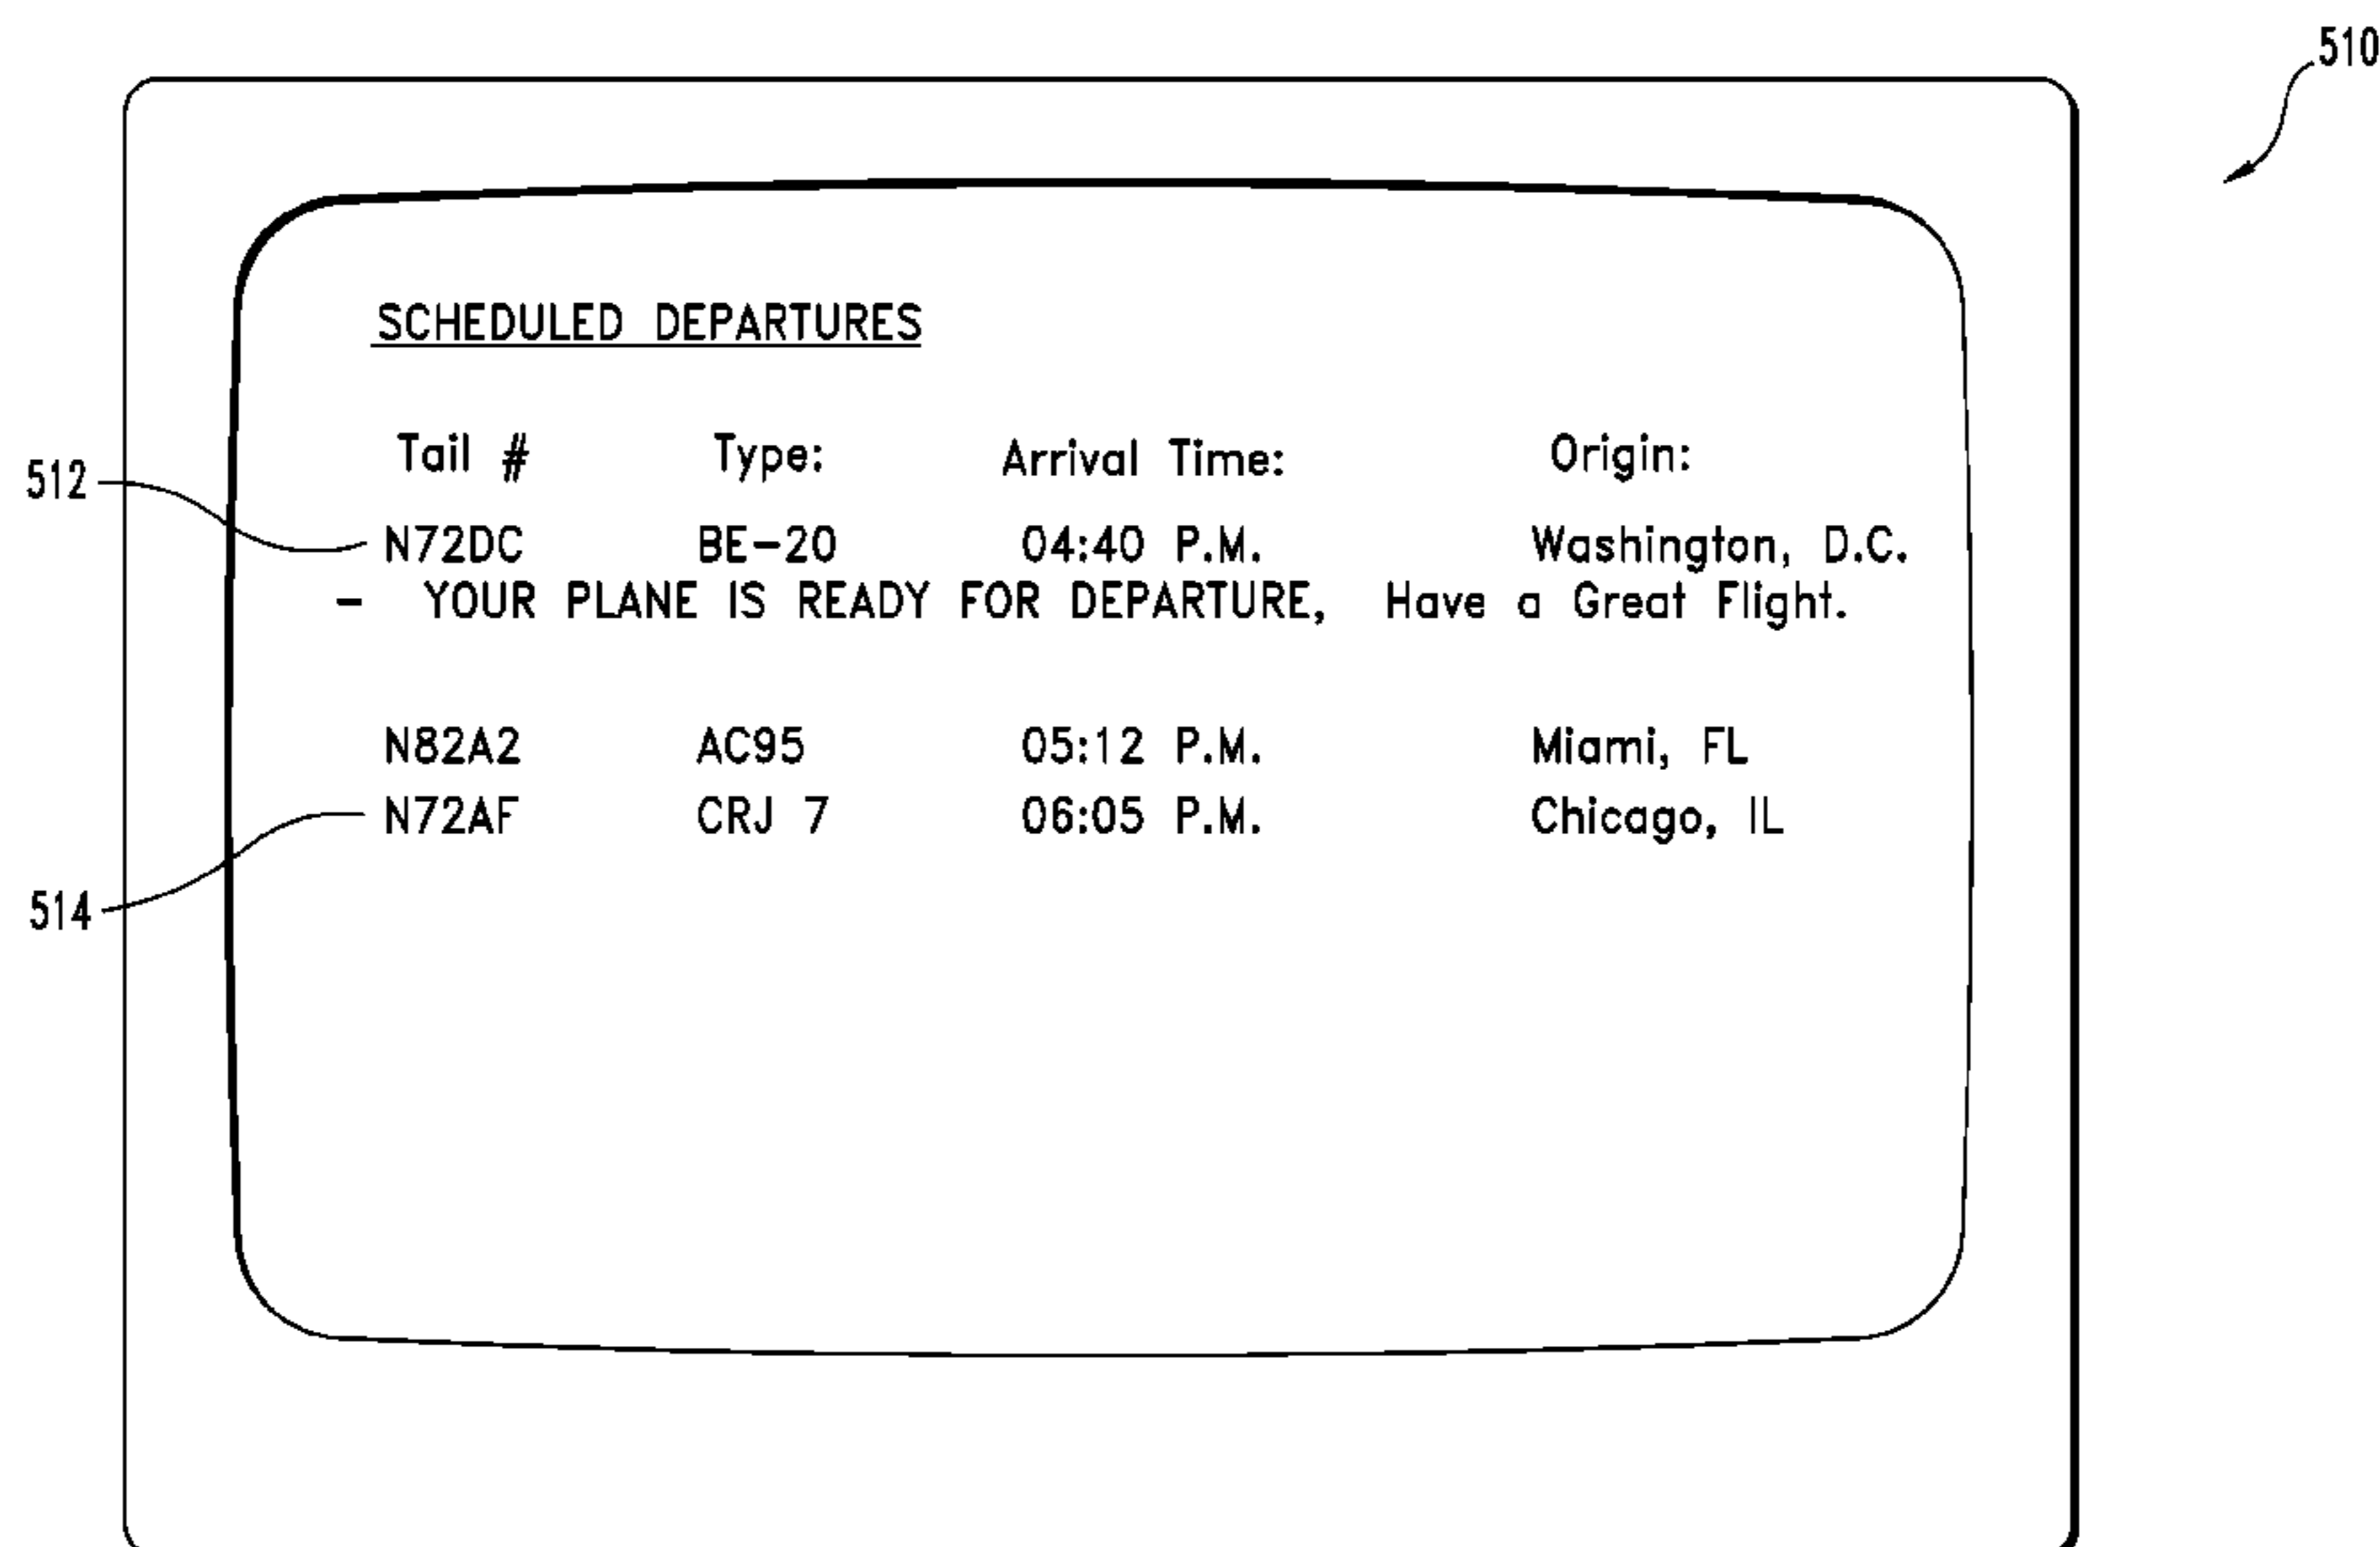 510
SCHEDULED DEPARTURES
Tail # Type: Arrival Time: Origin:
512
N72DC BE-20 04:40 P.M. Washington, D.C.
- YOUR PLANE IS READY FOR DEPARTURE, Have a Great Flight.
N82A2 AC95 05:12 P.M. Miami, FL
N72AF CRJ 7 06:05 P.M. Chicago, IL
514